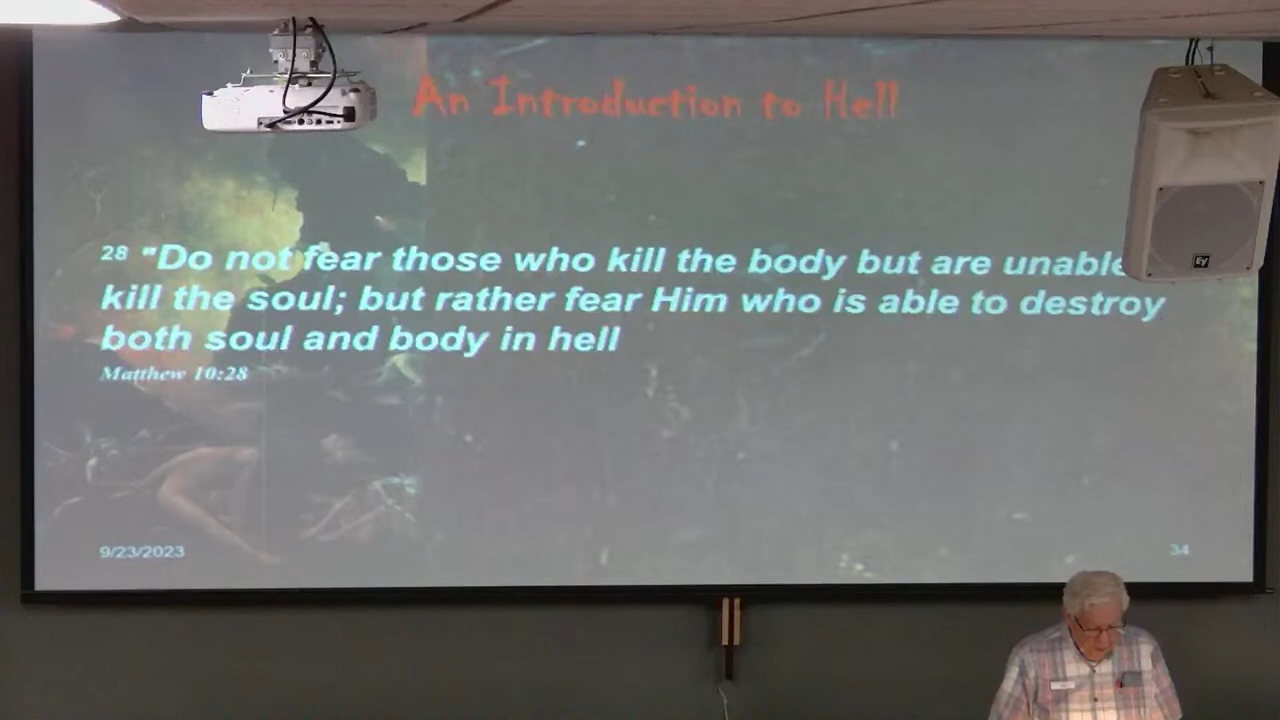 An Introduction to Hell
28 "Do not fear those who kill the body but are unable
kill the soul; but rather fear Him who is able to destroy
both soul and body in hell
Matthew 10:28
9/23/2023
34
EV